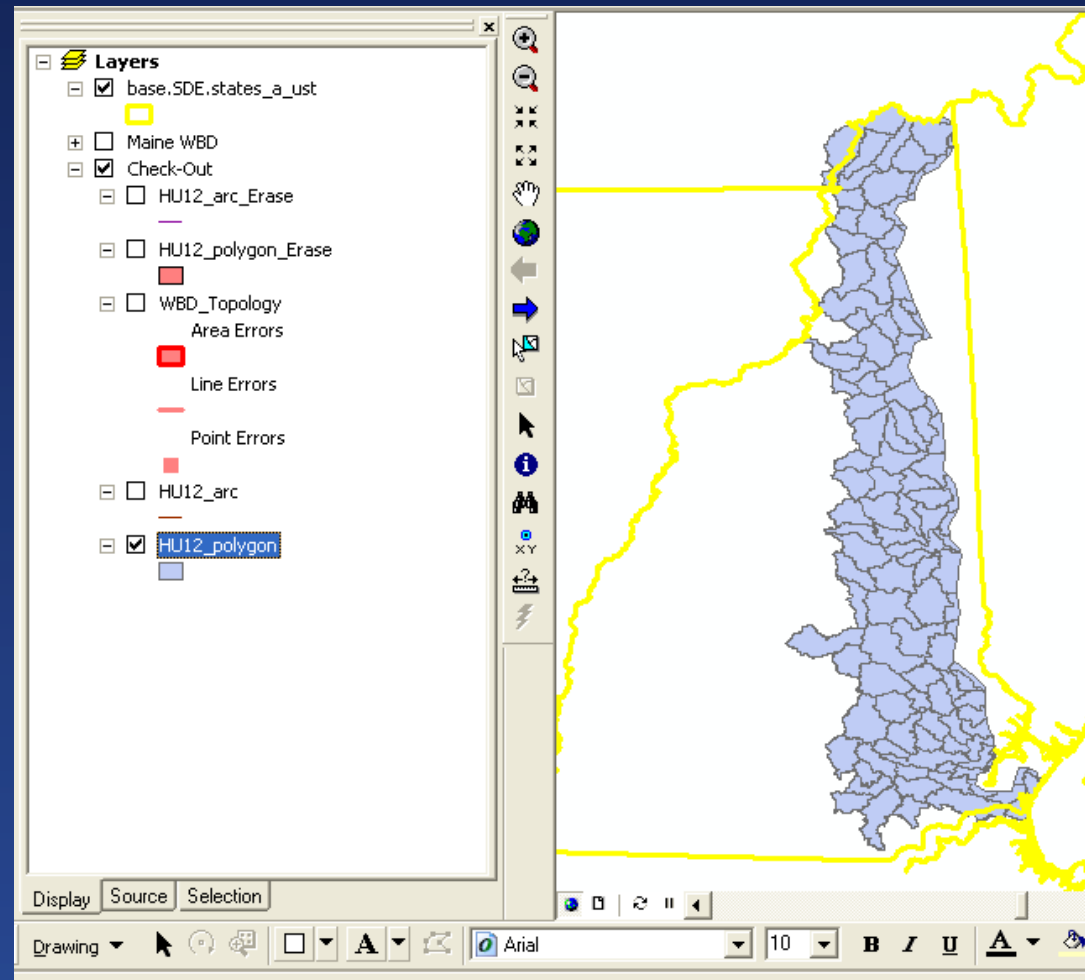 Layers
base.SDE.states_a_ust
Maine WBD
Check-Out
HU12_arc_Erase
HU12_polygon_Erase
WBD_Topology
Area Errors
Line Errors
Point Errors
HU12_arc
HU12_polygon
XY
Display Source Selection
Drawing A Arial 10 B I U A